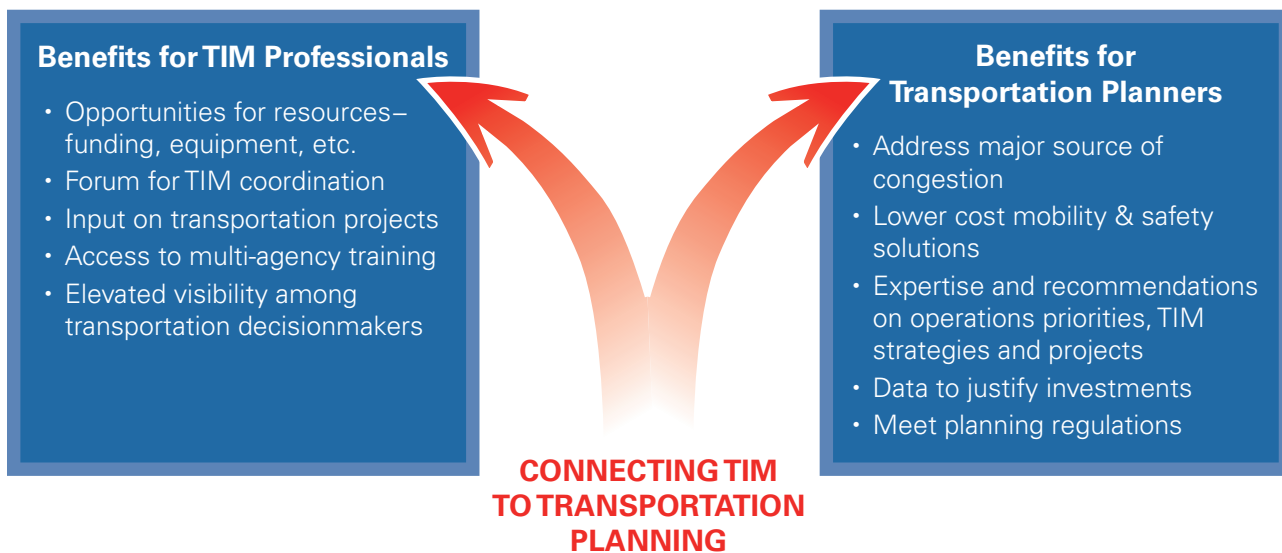 Benefits for TIM Professionals
• Opportunities for resources–
funding, equipment, etc.
• Forum for TIM coordination
• Input on transportation projects
• Access to multi-agency training
• Elevated visibility among
transportation decisionmakers
Benefits for
Transportation Planners
• Address major source of
congestion
• Lower cost mobility & safety
solutions
• Expertise and recommendations
on operations priorities, TIM
strategies and projects
• Data to justify investments
• Meet planning regulations
CONNECTING TIM
TO TRANSPORTATION
PLANNING